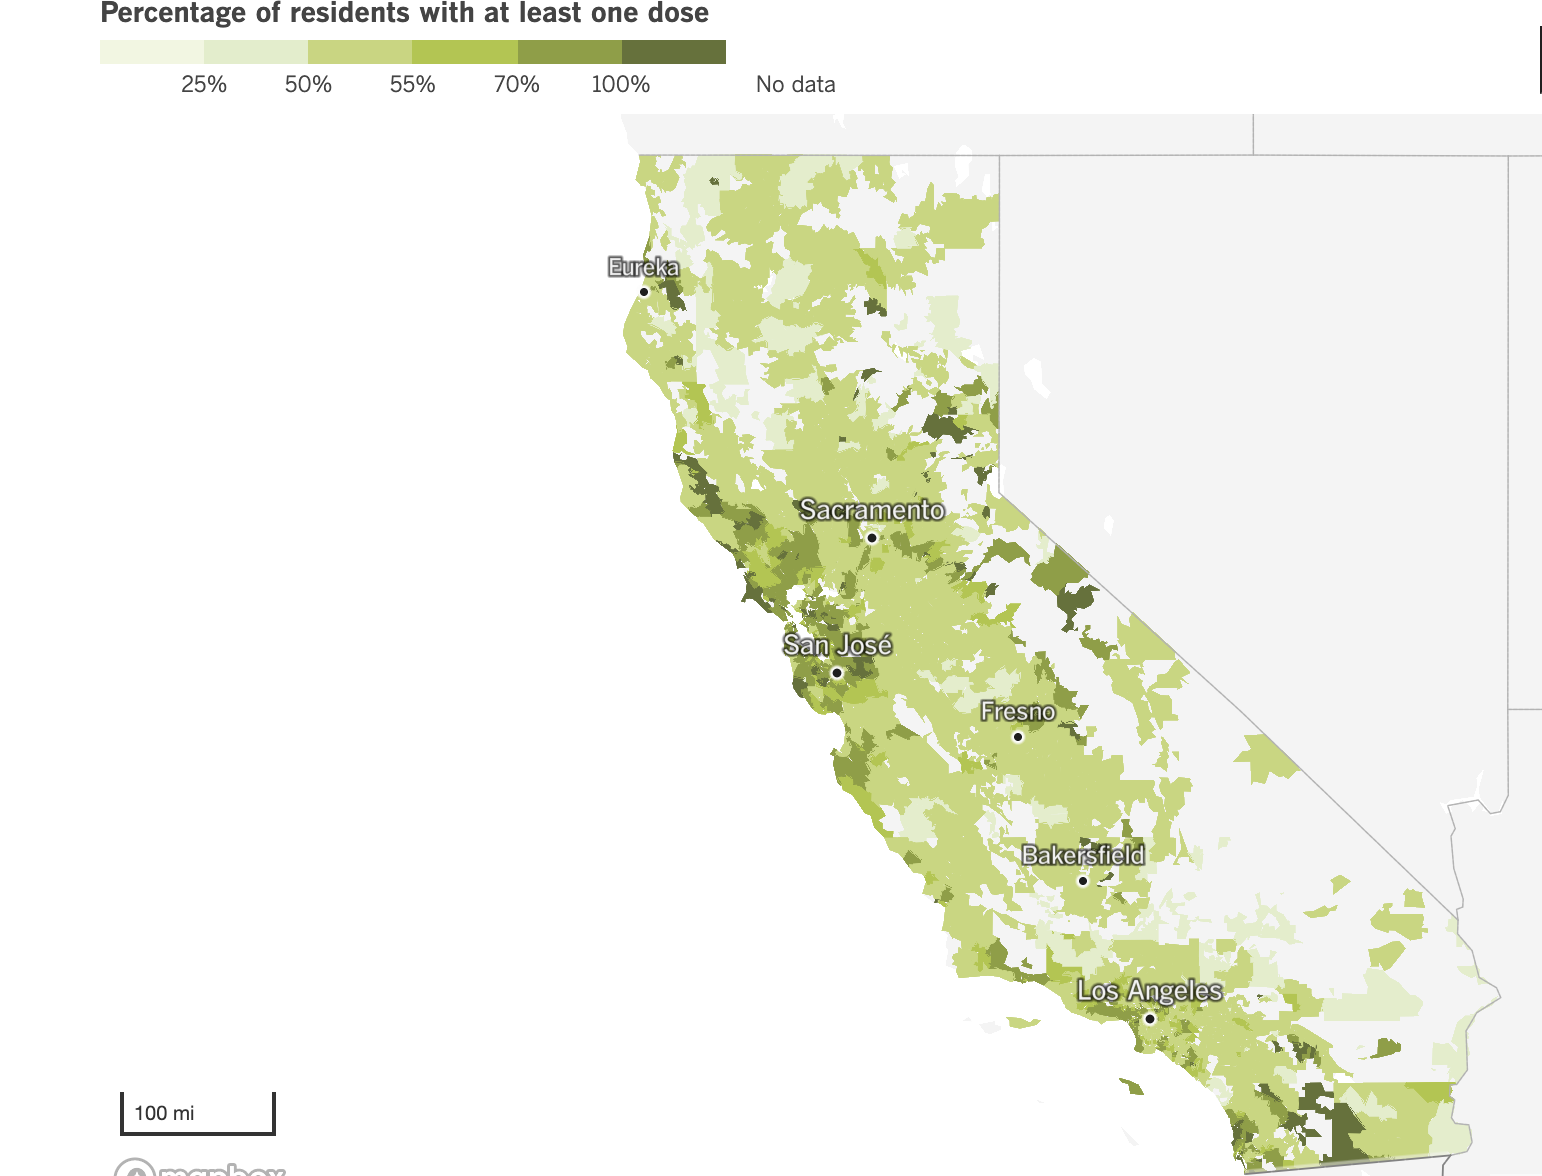 Percentage of residents with at least one dose
25% 50% 55% 70% 100% No data
Eureka
Sacramento
San José
Fresno
Bakersfield
Los Angeles
100 mi
mapbox